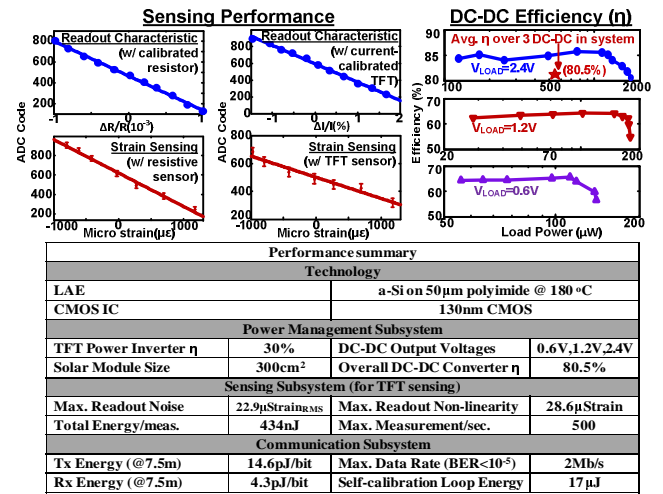 Sensing Performance
DC-DC Efficiency (η)
Readout Characteristic
(w/ calibrated
resistor)
800
600
400
200
-1
0
1
ΔR/R(10⁻³)
ADC Code
Readout Characteristic
(w/ current-
calibrated
TFT)
800
600
400
200
0
-1
0
1
2
ΔI/I(%)
Strain Sensing
(w/ resistive
sensor)
800
600
400
200
-1000
0
1000
Micro strain(με)
ADC Code
Strain Sensing
(w/ TFT sensor)
800
600
400
200
-1000
0
1000
Micro strain(με)
Avg. η over 3 DC-DC in system
(80.5%)
VLOAD=2.4V
90
85
80
100
500
2000
VLOAD=1.2V
70
60
50
20
70
200
VLOAD=0.6V
70
60
50
50
100
200
Efficiency (%)
Load Power (μW)
Performance summary
Technology
LAE a-Si on 50μm polyimide @ 180 ºC
CMOS IC 130nm CMOS
Power Management Subsystem
TFT Power Inverter η 30% DC-DC Output Voltages 0.6V,1.2V,2.4V
Solar Module Size 300cm² Overall DC-DC Converter η 80.5%
Sensing Subsystem (for TFT sensing)
Max. Readout Noise 22.9μStrainRMS Max. Readout Non-linearity 28.6μStrain
Total Energy/meas. 434nJ Max. Measurement/sec. 500
Communication Subsystem
Tx Energy (@7.5m) 14.6pJ/bit Max. Data Rate (BER<10⁻⁵) 2Mb/s
Rx Energy (@7.5m) 4.3pJ/bit Self-calibration Loop Energy 17μJ